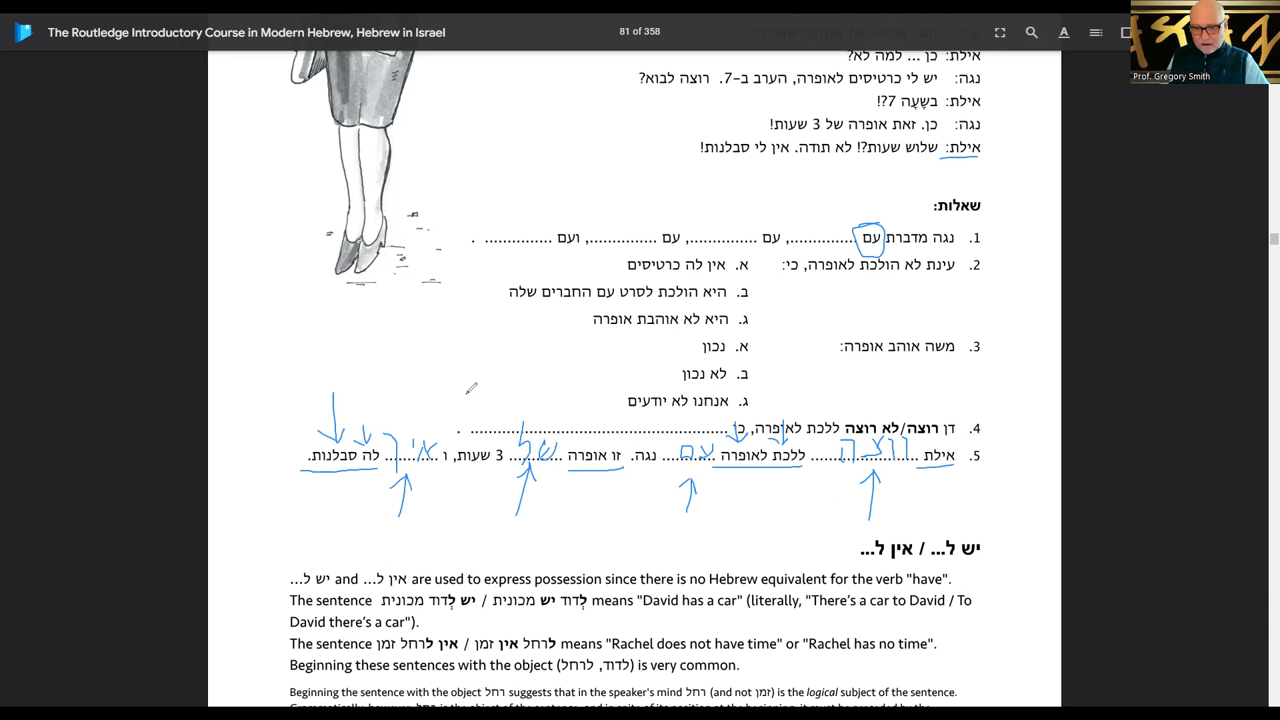 The Routledge Introductory Course in Modern Hebrew, Hebrew in Israel
81 of 358
Prof. Gregory Smith
אילת: כן ... למה לא?
נגה: יש לי כרטיסים לאופרה, הערב ב-7. רוצה לבוא?
אילת: בשָעָה 7?!
נגה: כן. זאת אופרה של 3 שעות!
אילת: שלוש שעות?! לא תודה. אין לי סבלנות!
שאלות:
1. נגה מדברת עם ..............., עם ..............., עם ..............., ועם ............... .
2. עינת לא הולכת לאופרה, כי: א. אין לה כרטיסים
ב. היא הולכת לסרט עם החברים שלה
ג. היא לא אוהבת אופרה
3. משה אוהב אופרה: א. נכון
ב. לא נכון
ג. אנחנו לא יודעים
4. דן רוצה/לא רוצה ללכת לאופרה, כי ............................................................ .
5. אילת רוצה ללכת לאופרה עם נגה. זו אופרה של 3 שעות, ו אין לה סבלנות.
יש ל... / אין ל...
יש ל... and אין ל... are used to express possession since there is no Hebrew equivalent for the verb "have".
The sentence לְדוד יש מכונית / יש לְדוד מכונית means "David has a car" (literally, "There's a car to David / To
David there's a car").
The sentence לרחל אין זמן / אין לרחל זמן means "Rachel does not have time" or "Rachel has no time".
Beginning these sentences with the object (לדוד, לרחל) is very common.
Beginning the sentence with the object רחל suggests that in the speaker's mind רחל (and not זמן) is the logical subject of the sentence.